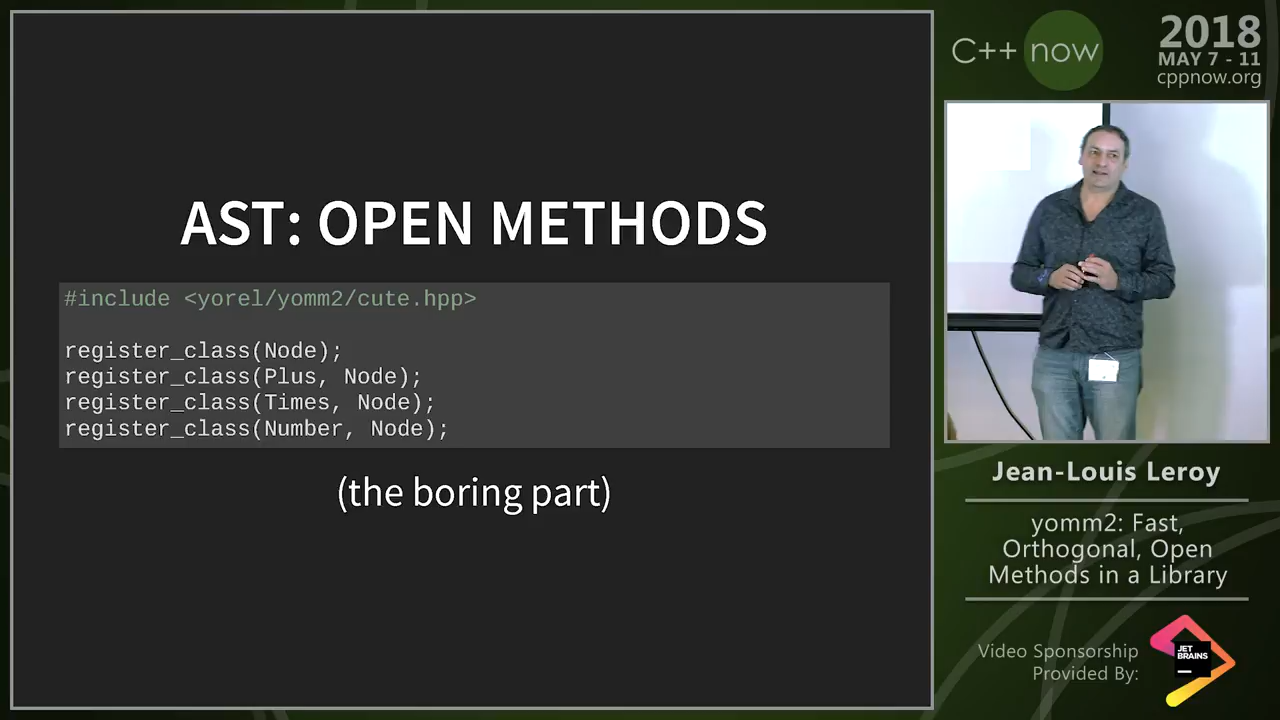 AST: OPEN METHODS
#include <yorel/yomm2/cute.hpp>
register_class(Node);
register_class(Plus, Node);
register_class(Times, Node);
register_class(Number, Node);
(the boring part)
C++ now
2018
MAY 7 - 11
cppnow.org
Jean-Louis Leroy
yomm2: Fast,
Orthogonal, Open
Methods in a Library
Video Sponsorship
Provided By:
JET
BRAINS